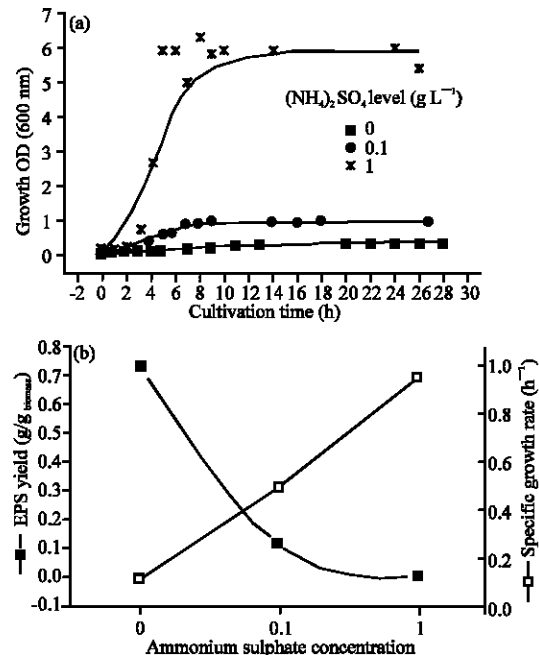 (a)
7
6
5
4
3
2
1
0
Growth OD (600 nm)
(NH₄)₂SO₄ level (g L⁻¹)
0
0.1
1
-2 0 2 4 6 8 10 12 14 16 18 20 22 24 26 28 30
Cultivation time (h)
(b)
0.8
0.7
0.6
0.5
0.4
0.3
0.2
0.1
0.0
-0.1
EPS yield (g/g biomass)
1.0
0.8
0.6
0.4
0.2
0.0
Specific growth rate (h⁻¹)
0 0.1 1
Ammonium sulphate concentration